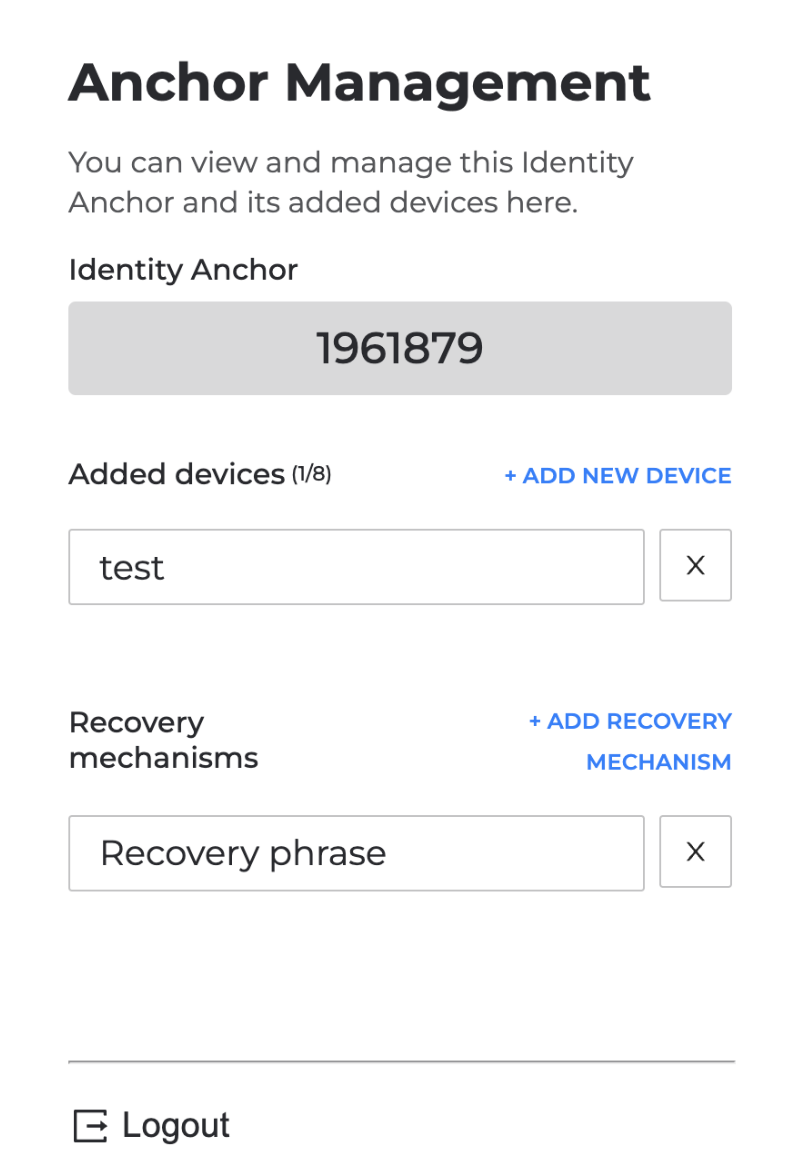 Anchor Management
You can view and manage this Identity
Anchor and its added devices here.
Identity Anchor
1961879
Added devices (1/8)
+ ADD NEW DEVICE
test
X
Recovery
mechanisms
+ ADD RECOVERY
MECHANISM
Recovery phrase
X
Logout